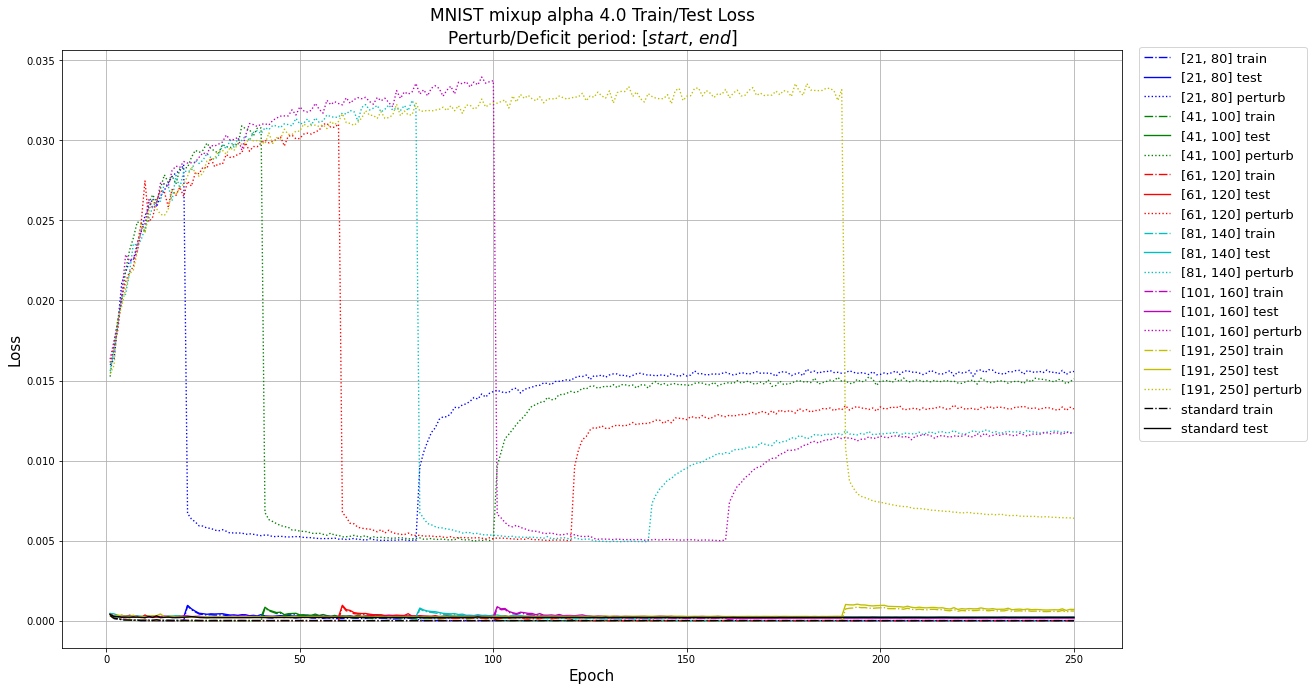 MNIST mixup alpha 4.0 Train/Test Loss
Perturb/Deficit period: [start, end]
0.035
0.030
0.025
0.020
0.015
0.010
0.005
0.000
Loss
0
50
100
150
200
250
Epoch
[21, 80] train
[21, 80] test
[21, 80] perturb
[41, 100] train
[41, 100] test
[41, 100] perturb
[61, 120] train
[61, 120] test
[61, 120] perturb
[81, 140] train
[81, 140] test
[81, 140] perturb
[101, 160] train
[101, 160] test
[101, 160] perturb
[191, 250] train
[191, 250] test
[191, 250] perturb
standard train
standard test